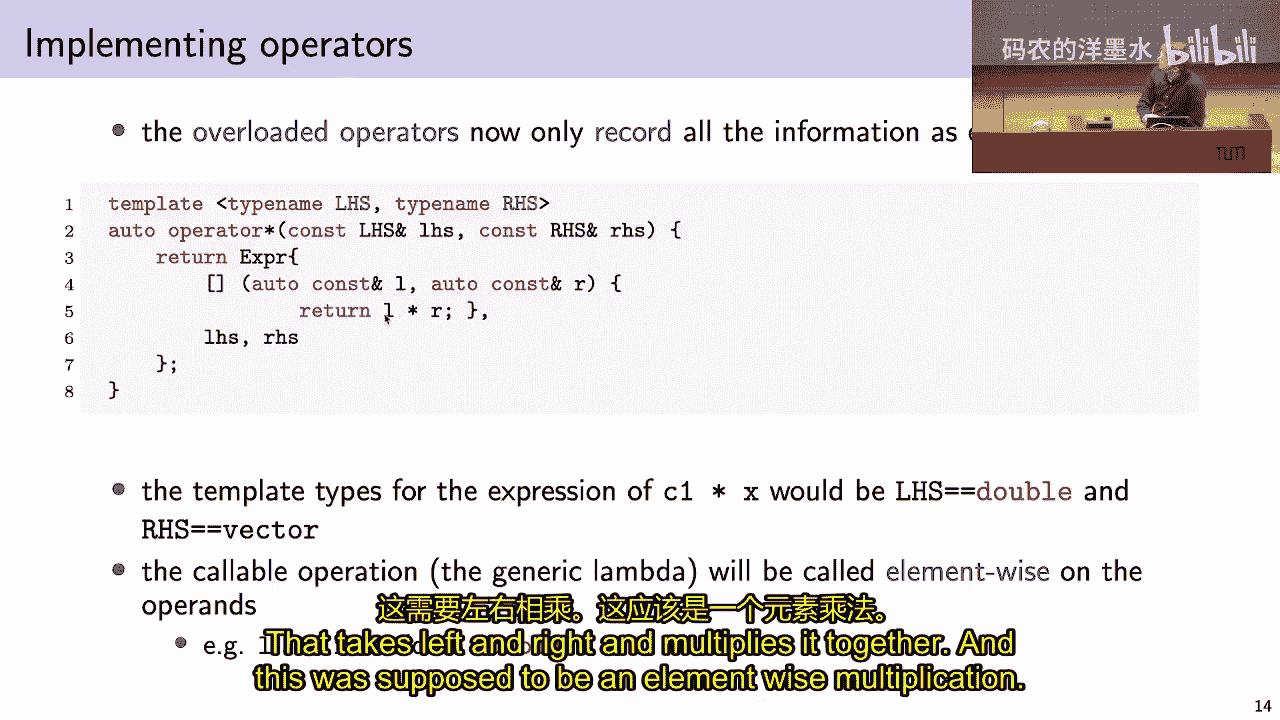 Implementing operators
码农的洋墨水 bilibili
TUM
• the overloaded operators now only record all the information as
1 template <typename LHS, typename RHS>
2 auto operator*(const LHS& lhs, const RHS& rhs) {
3 return Expr{
4 [] (auto const& l, auto const& r) {
5 return l * r; },
6 lhs, rhs
7 };
8 }
• the template types for the expression of c1 * x would be LHS==double and
RHS==vector
• the callable operation (the generic lambda) will be called element-wise on the
operands
这需要左右相乘。这应该是一个元素乘法。
• e.g.
That takes left and right and multiplies it together. And
this was supposed to be an element wise multiplication.
14